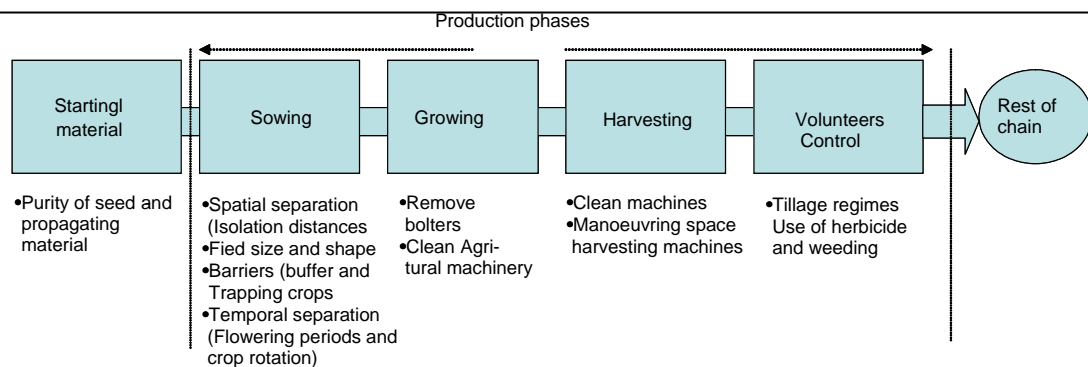 Production phases
Startingl
material
Sowing
Growing
Harvesting
Volunteers
Control
Rest of
chain
•Purity of seed and
propagating
material
•Spatial separation
(Isolation distances
•Fied size and shape
•Barriers (buffer and
Trapping crops
•Temporal separation
(Flowering periods and
crop rotation)
•Remove
bolters
•Clean Agri-
tural machinery
•Clean machines
•Manoeuvring space
harvesting machines
•Tillage regimes
Use of herbicide
and weeding